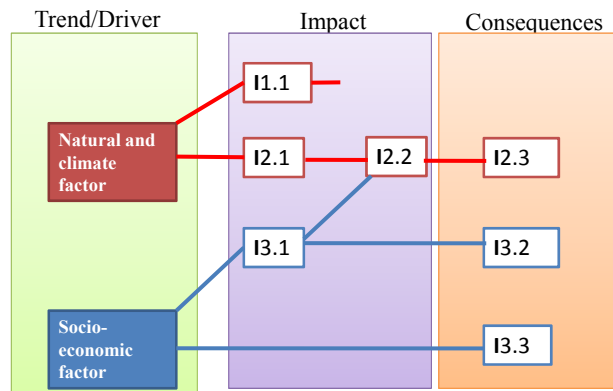 Trend/Driver
Impact
Consequences
I1.1
Natural and
climate
factor
I2.1
I2.2
I2.3
I3.1
I3.2
Socio-
economic
factor
I3.3